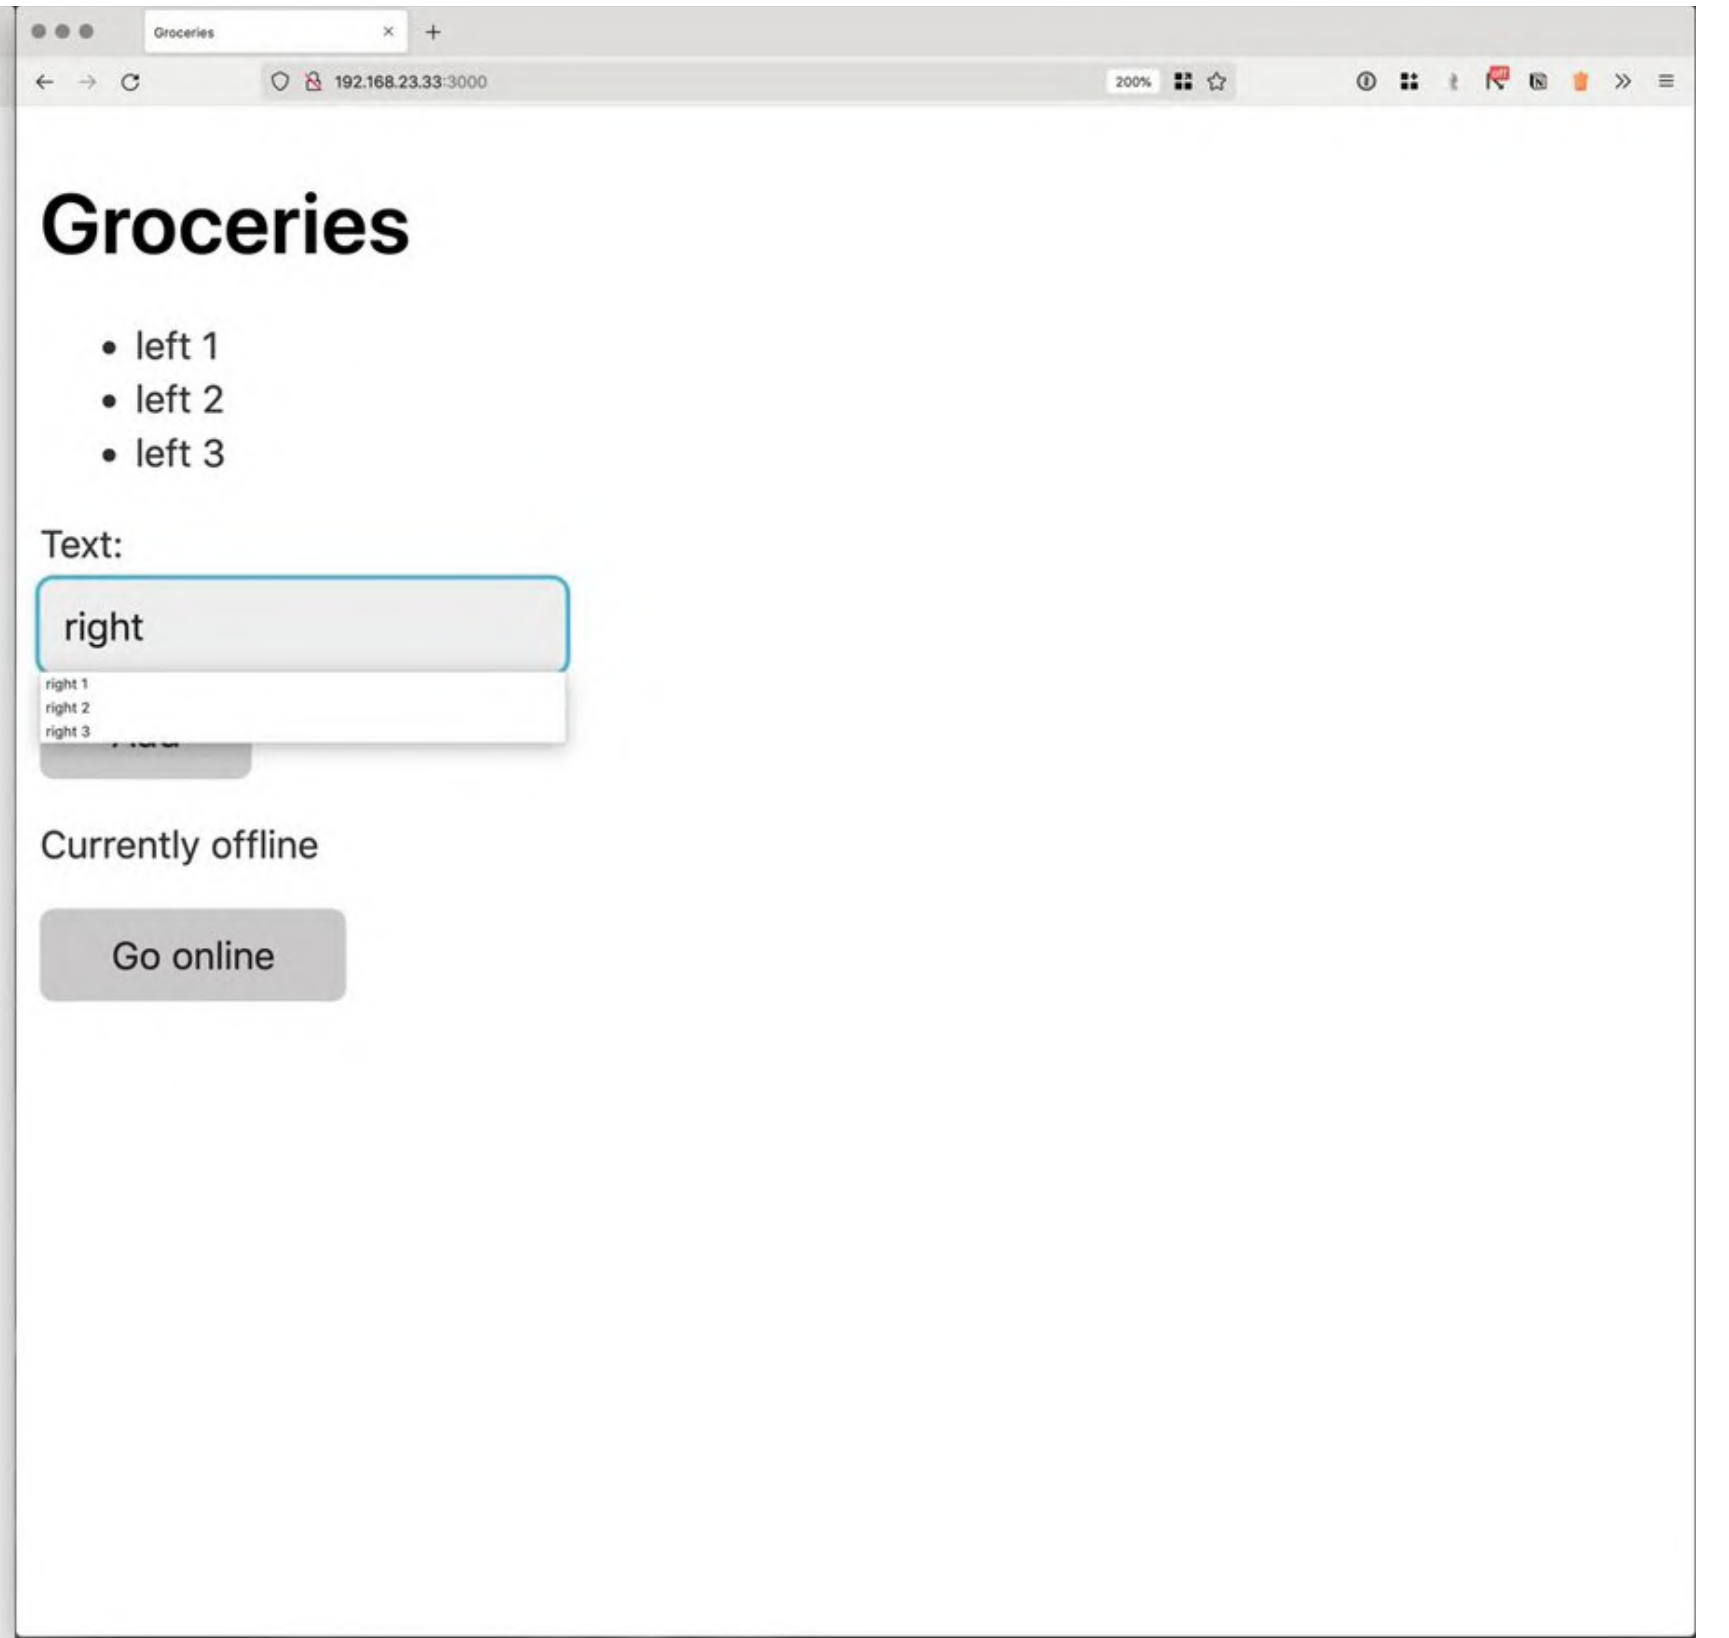 Groceries
192.168.23.33:3000
200%
off
Groceries
left 1
left 2
left 3
Text:
right
right 1
right 2
right 3
Currently offline
Go online